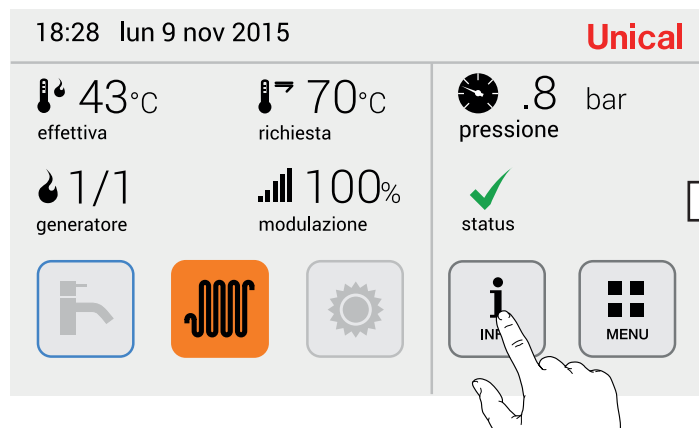 18:28 lun 9 nov 2015 Unical
43°C 70°C .8 bar
effettiva richiesta pressione
1/1 100%
generatore modulazione status
MENU